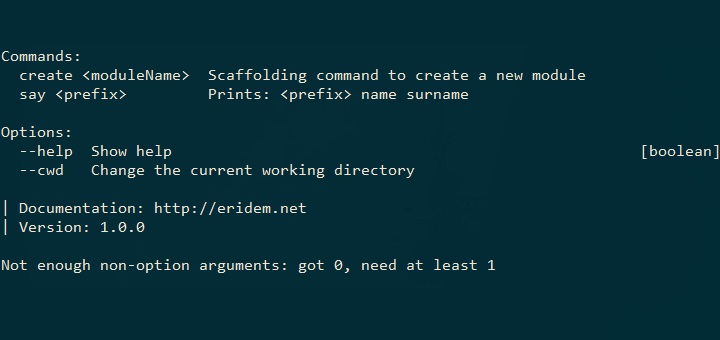 Commands:
  create <moduleName>  Scaffolding command to create a new module
  say <prefix>         Prints: <prefix> name surname
Options:
  --help  Show help                                                    [boolean]
  --cwd   Change the current working directory
| Documentation: http://eridem.net
| Version: 1.0.0
Not enough non-option arguments: got 0, need at least 1